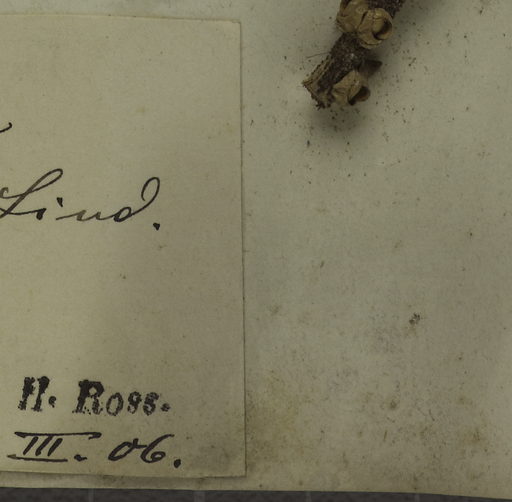 Lind.
H. Ross.
III. 06.